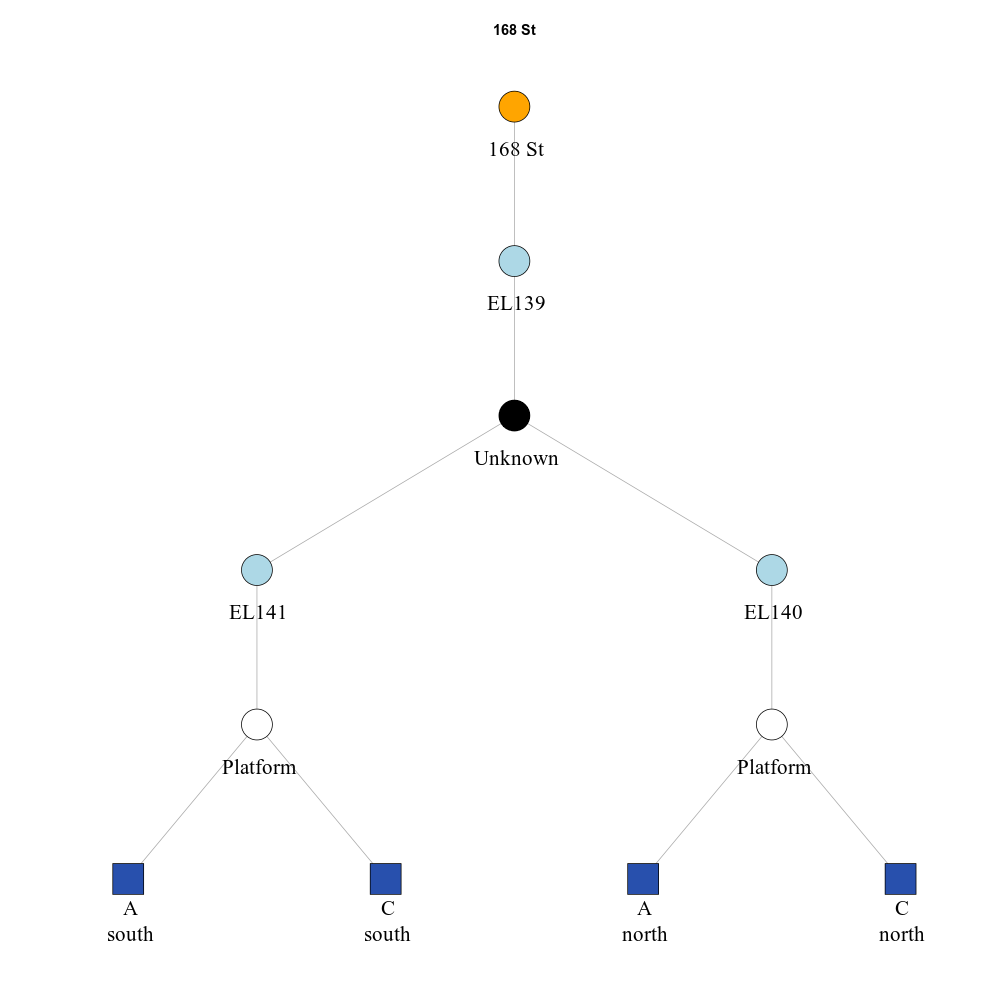 168 St
168 St
EL139
Unknown
EL141
EL140
Platform
Platform
A
south
C
south
A
north
C
north